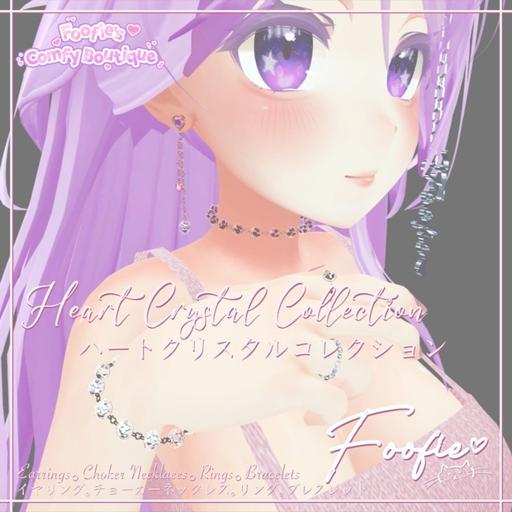 Foofie's
Comfy Boutique
Heart Crystal Collection
ハートクリスタルコレクション
Foofie
Earrings。Choker Necklaces。Rings。Bracelets
イヤリング。チョーカーネックレス。リング。ブレスレット